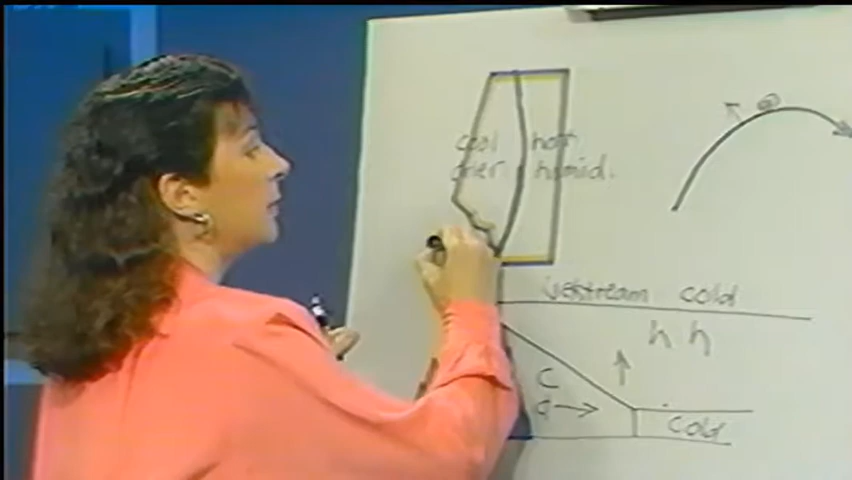 cool hot
drier humid.
jetstream cold
h h
C
d
cold